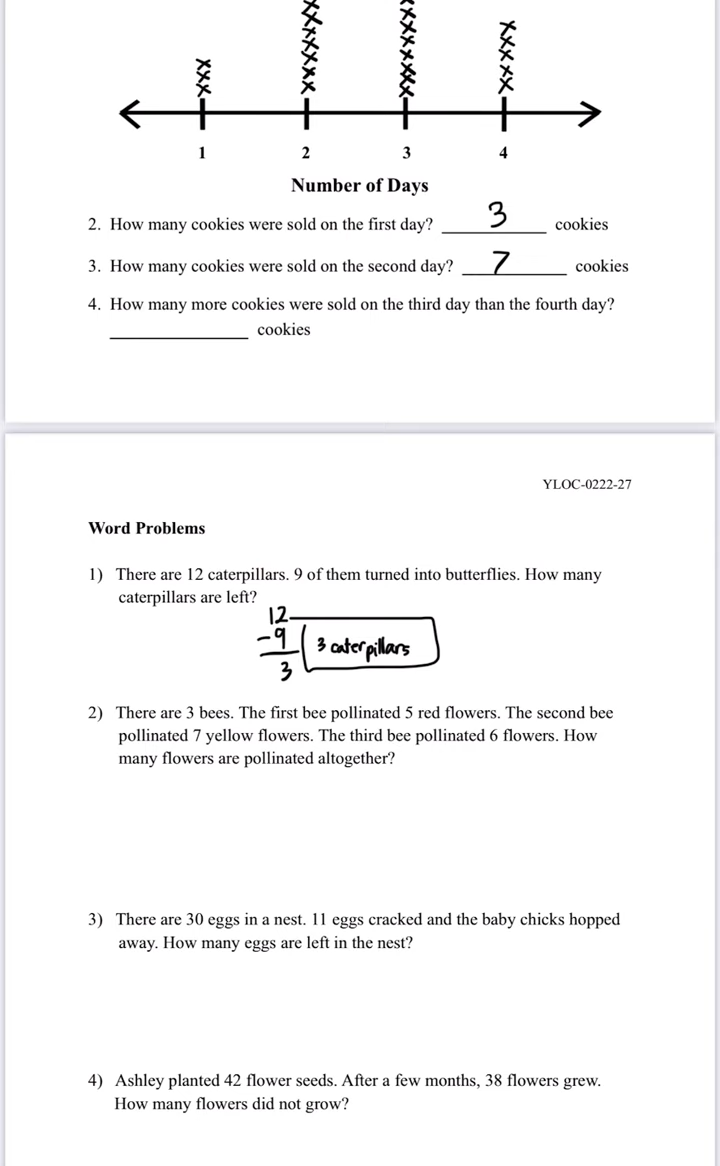 1 2 3 4
Number of Days
2. How many cookies were sold on the first day? 3 cookies
3. How many cookies were sold on the second day? 7 cookies
4. How many more cookies were sold on the third day than the fourth day?
cookies
YLOC-0222-27
Word Problems
1) There are 12 caterpillars. 9 of them turned into butterflies. How many
caterpillars are left?
12
-9
3
3 caterpillars
2) There are 3 bees. The first bee pollinated 5 red flowers. The second bee
pollinated 7 yellow flowers. The third bee pollinated 6 flowers. How
many flowers are pollinated altogether?
3) There are 30 eggs in a nest. 11 eggs cracked and the baby chicks hopped
away. How many eggs are left in the nest?
4) Ashley planted 42 flower seeds. After a few months, 38 flowers grew.
How many flowers did not grow?